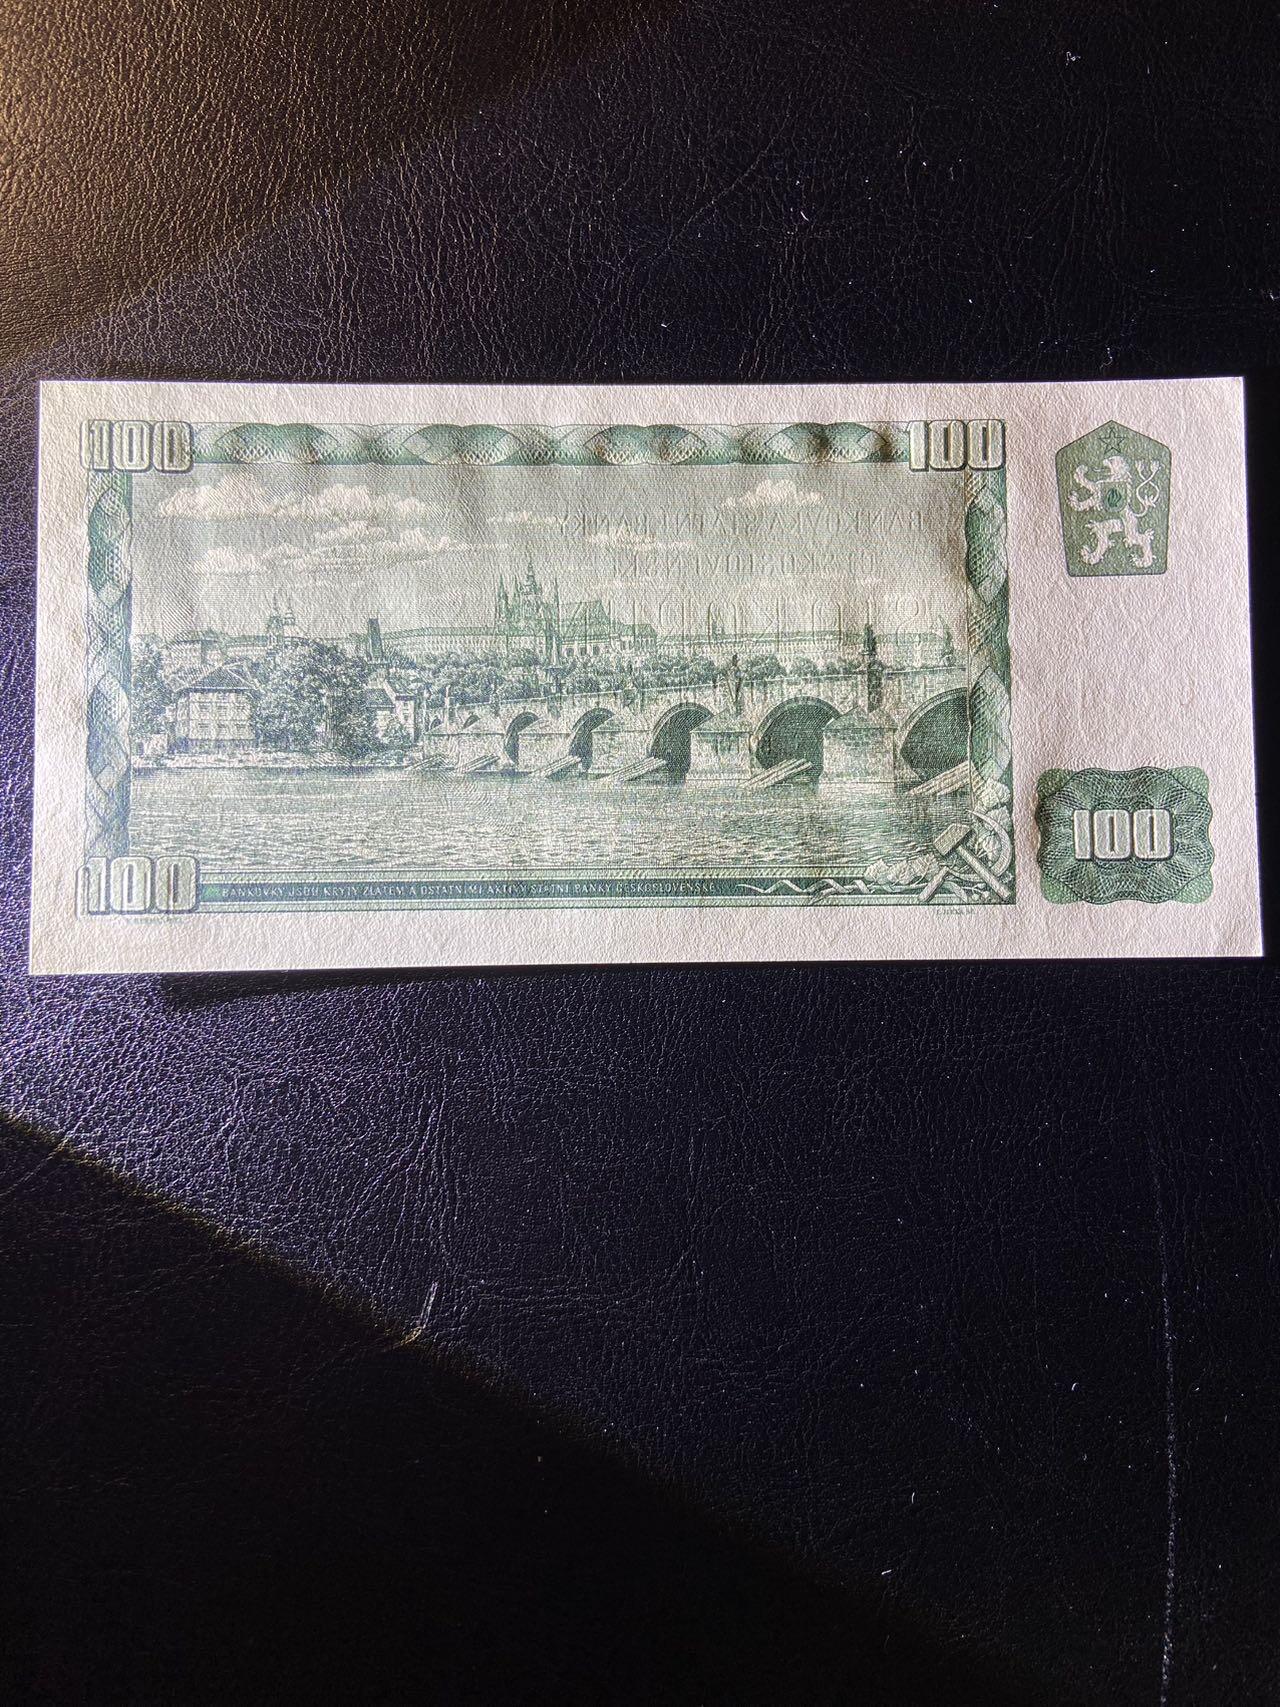 100 100
100
100
BANKOVKY JSOU KRYTY ZLATEM A OSTATNÍMI AKTIVY STÁTNÍ BANKY ČESKOSLOVENSKÉ